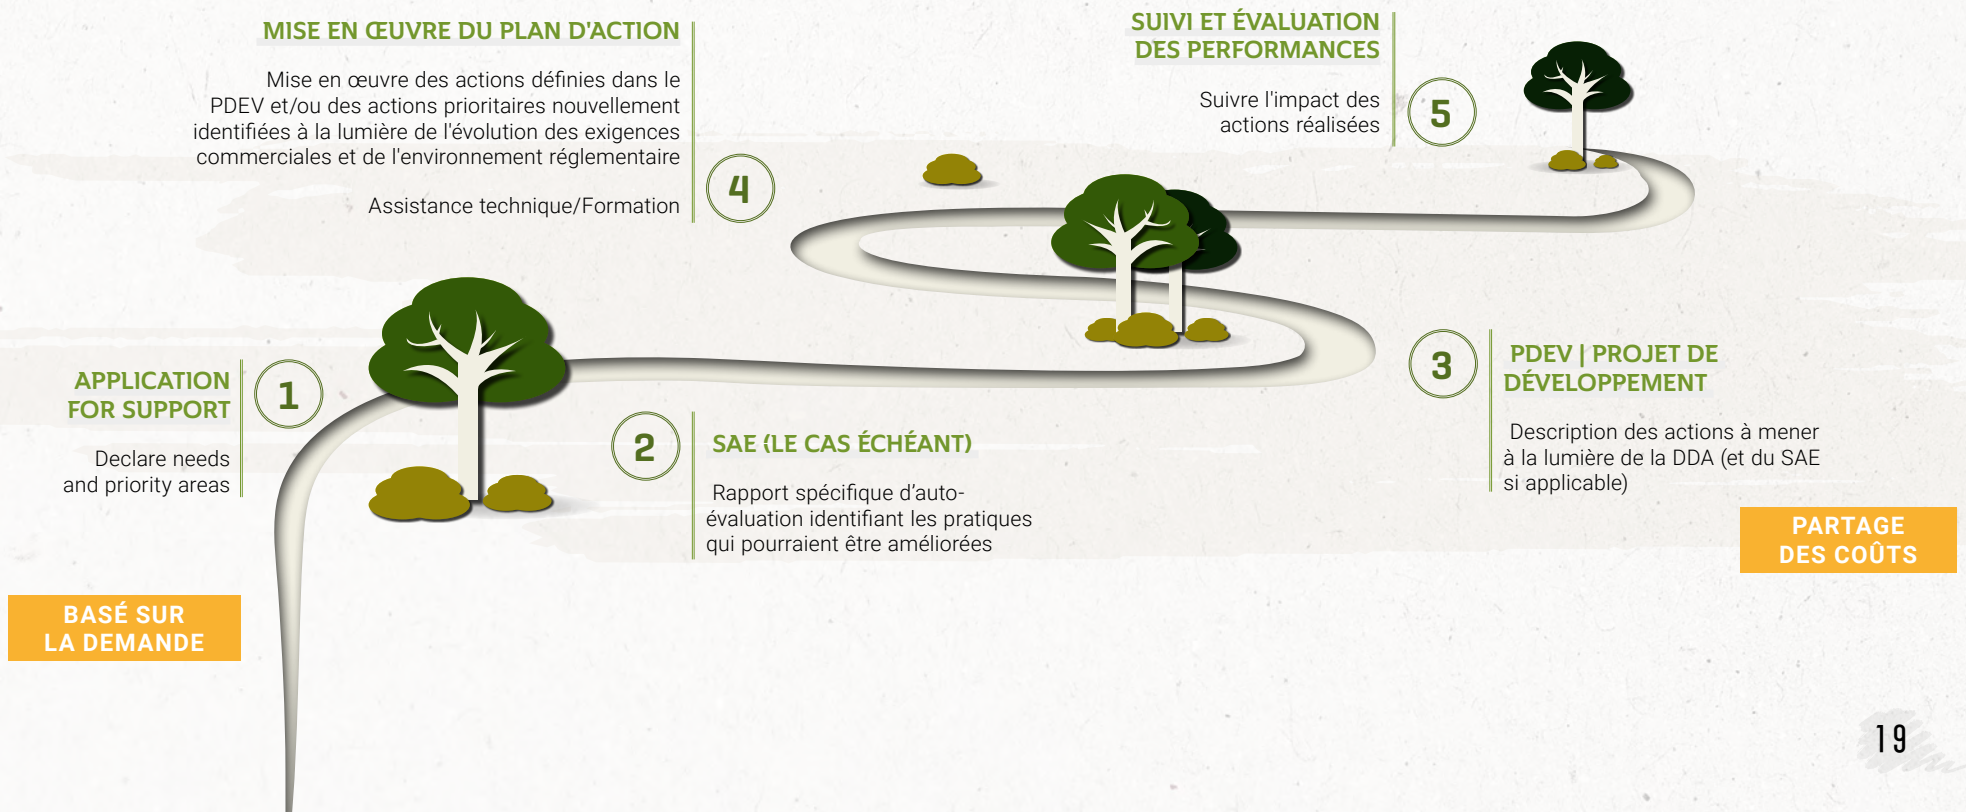 MISE EN ŒUVRE DU PLAN D'ACTION
Mise en œuvre des actions définies dans le
PDEV et/ou des actions prioritaires nouvellement
identifiées à la lumière de l'évolution des exigences
commerciales et de l'environnement réglementaire
Assistance technique/Formation
4
SUIVI ET ÉVALUATION
DES PERFORMANCES
Suivre l'impact des
actions réalisées
5
APPLICATION
FOR SUPPORT
Declare needs
and priority areas
1
2
SAE (LE CAS ÉCHÉANT)
Rapport spécifique d’auto-
évaluation identifiant les pratiques
qui pourraient être améliorées
3
PDEV | PROJET DE
DÉVELOPPEMENT
Description des actions à mener
à la lumière de la DDA (et du SAE
si applicable)
PARTAGE
DES COÛTS
BASÉ SUR
LA DEMANDE
19